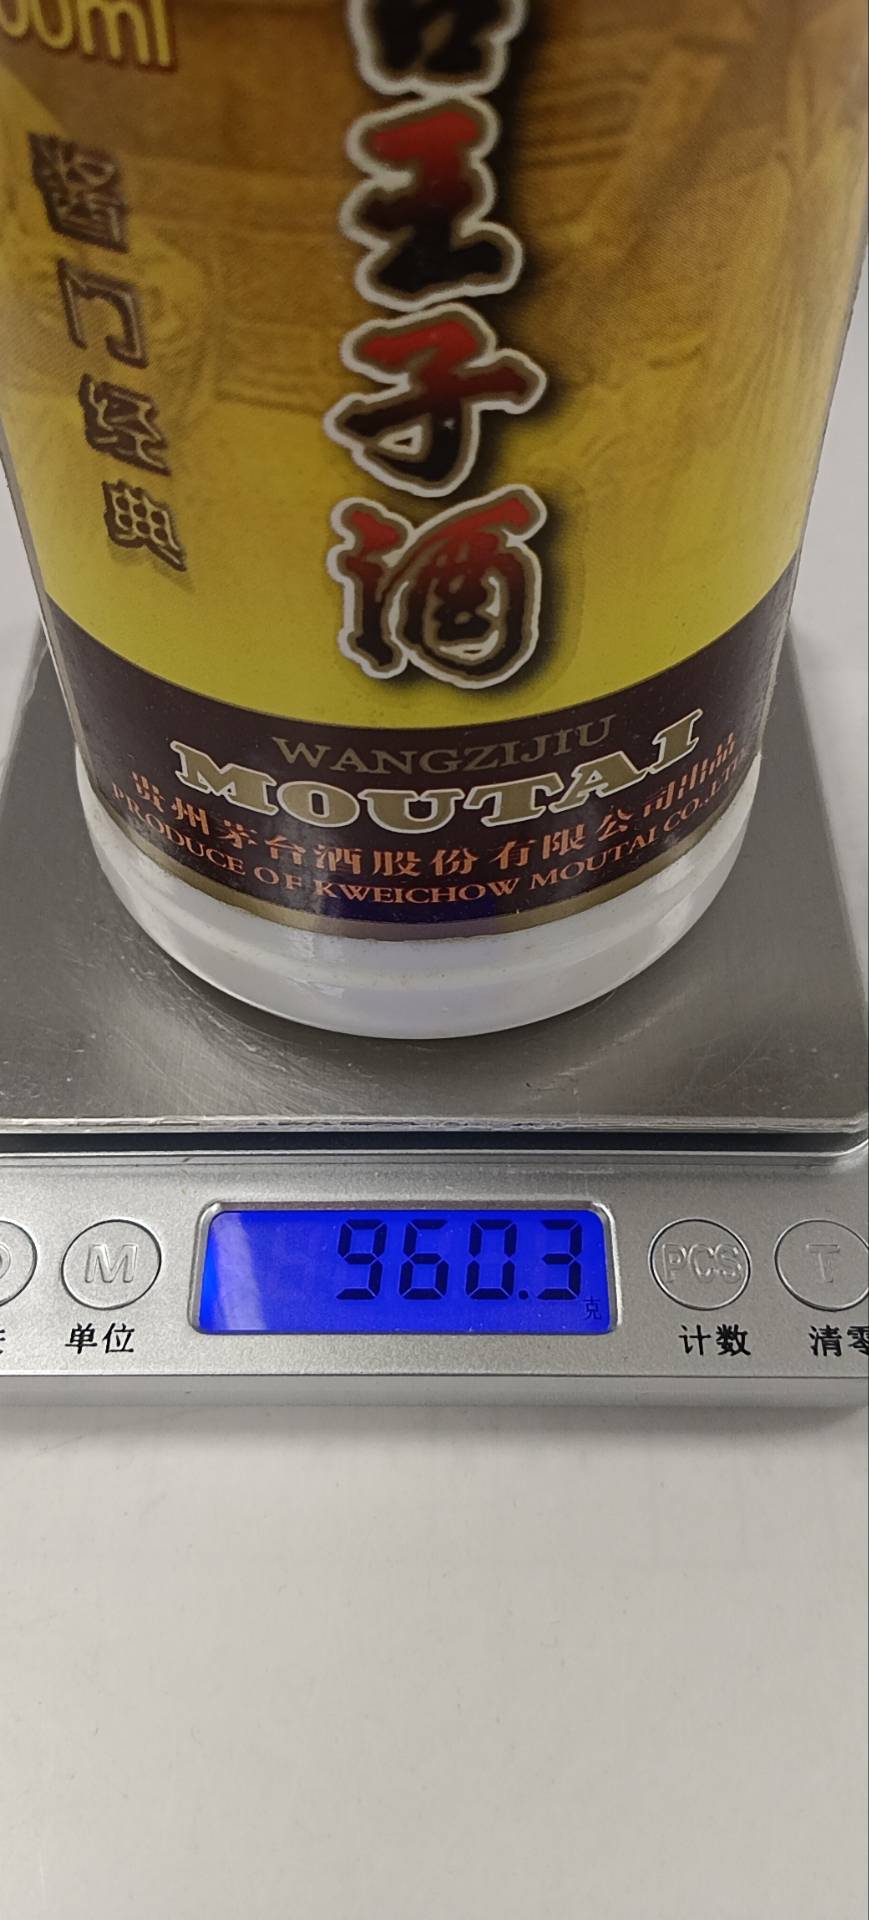 00ml
台王子酒
酱门经典
WANGZIJIU
MOUTAI
贵州茅台酒股份有限公司出品
PRODUCE OF KWEICHOW MOUTAI CO.,LTD
960.3
克
M
PCS
T
单位
计数
清零